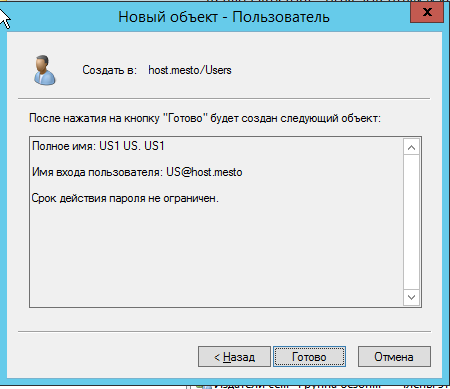 Новый объект - Пользователь
Создать в: host.mesto/Users
После нажатия на кнопку "Готово" будет создан следующий объект:
Полное имя: US1 US. US1
Имя входа пользователя: US@host.mesto
Срок действия пароля не ограничен.
< Назад Готово Отмена